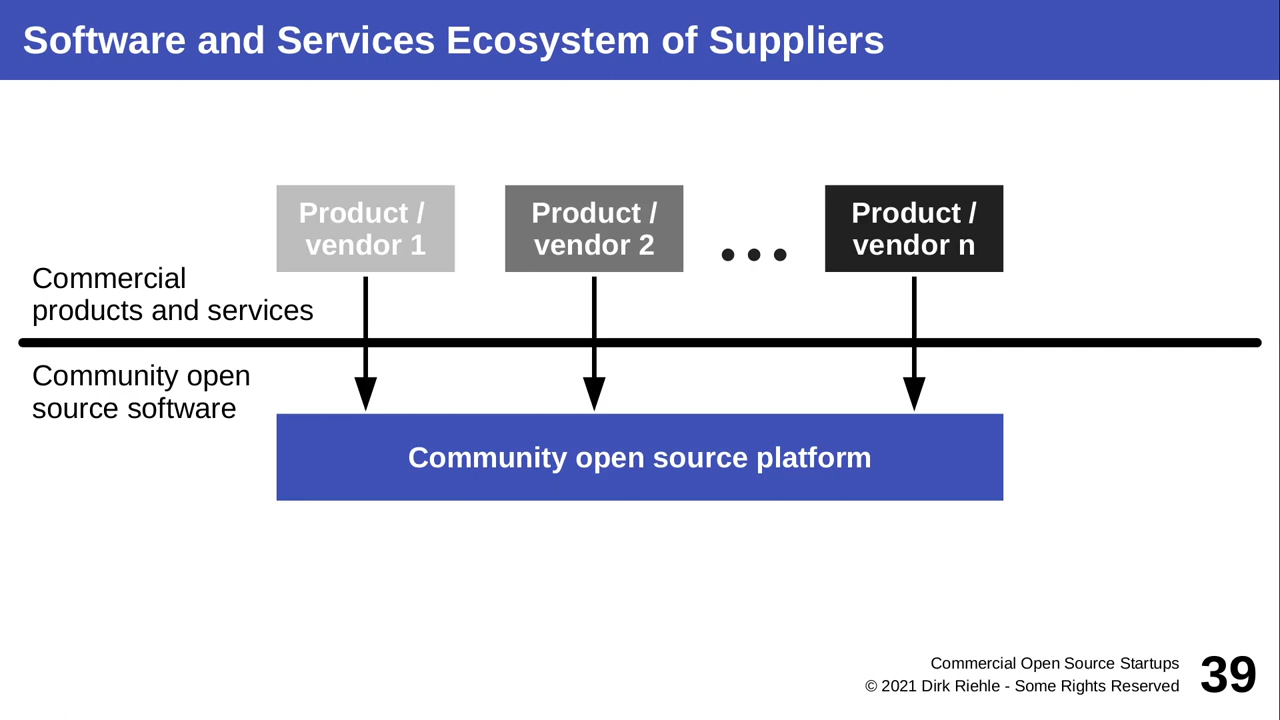 Software and Services Ecosystem of Suppliers
Product /
vendor 1
Product /
vendor 2
Product /
vendor n
Commercial
products and services
Community open
source software
Community open source platform
Commercial Open Source Startups
© 2021 Dirk Riehle - Some Rights Reserved
39